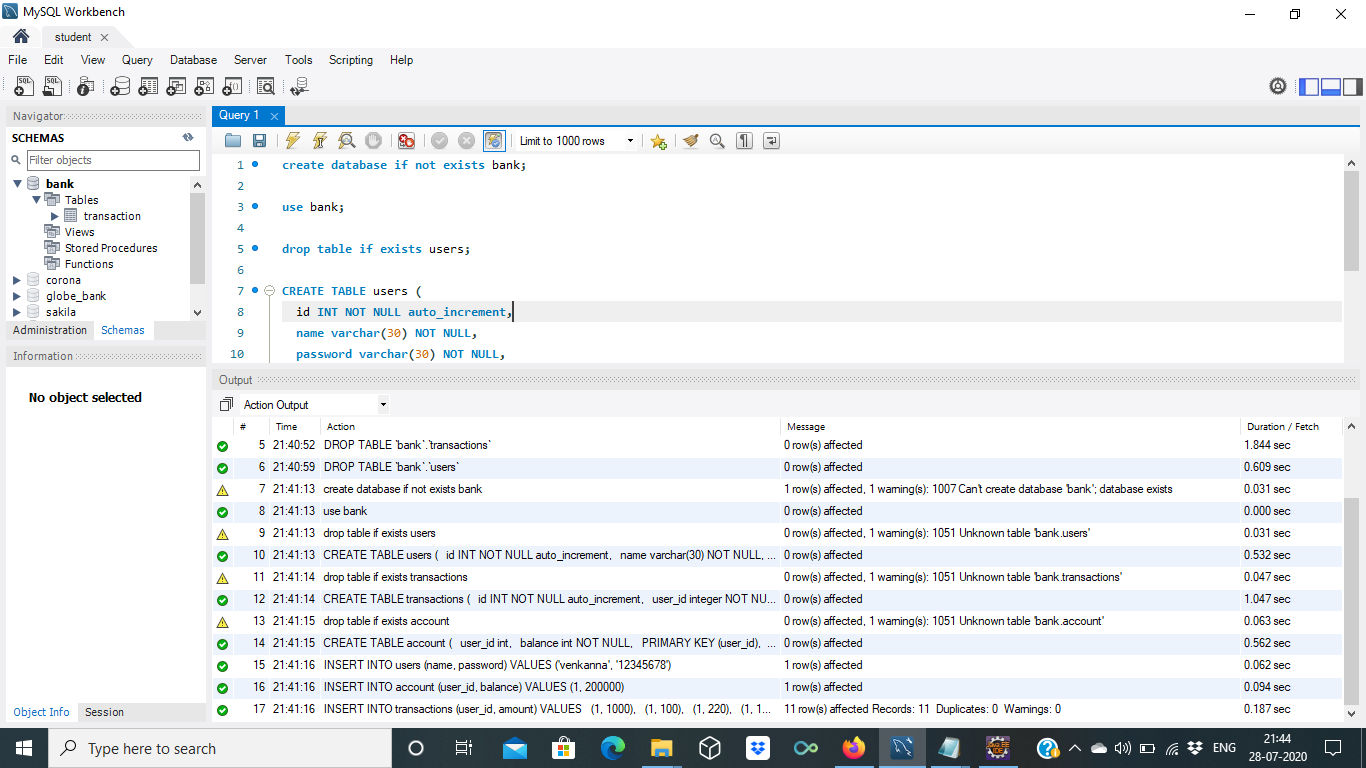 MySQL Workbench
student
File Edit View Query Database Server Tools Scripting Help
Navigator
SCHEMAS
Filter objects
bank
Tables
transaction
Views
Stored Procedures
Functions
corona
globe_bank
sakila
Administration Schemas
Information
No object selected
Object Info Session
Query 1
Limit to 1000 rows
1 create database if not exists bank;
2
3 use bank;
4
5 drop table if exists users;
6
7 CREATE TABLE users (
8 id INT NOT NULL auto_increment,
9 name varchar(30) NOT NULL,
10 password varchar(30) NOT NULL,
Output
Action Output
# Time Action Message Duration / Fetch
5 21:40:52 DROP TABLE `bank`.`transactions` 0 row(s) affected 1.844 sec
6 21:40:59 DROP TABLE `bank`.`users` 0 row(s) affected 0.609 sec
7 21:41:13 create database if not exists bank 1 row(s) affected, 1 warning(s): 1007 Can't create database 'bank'; database exists 0.031 sec
8 21:41:13 use bank 0 row(s) affected 0.000 sec
9 21:41:13 drop table if exists users 0 row(s) affected, 1 warning(s): 1051 Unknown table 'bank.users' 0.031 sec
10 21:41:13 CREATE TABLE users ( id INT NOT NULL auto_increment, name varchar(30) NOT NULL, ... 0 row(s) affected 0.532 sec
11 21:41:14 drop table if exists transactions 0 row(s) affected, 1 warning(s): 1051 Unknown table 'bank.transactions' 0.047 sec
12 21:41:14 CREATE TABLE transactions ( id INT NOT NULL auto_increment, user_id integer NOT NU... 0 row(s) affected 1.047 sec
13 21:41:15 drop table if exists account 0 row(s) affected, 1 warning(s): 1051 Unknown table 'bank.account' 0.063 sec
14 21:41:15 CREATE TABLE account ( user_id int, balance int NOT NULL, PRIMARY KEY (user_id), ... 0 row(s) affected 0.562 sec
15 21:41:16 INSERT INTO users (name, password) VALUES ('venkanna', '12345678') 1 row(s) affected 0.062 sec
16 21:41:16 INSERT INTO account (user_id, balance) VALUES (1, 200000) 1 row(s) affected 0.094 sec
17 21:41:16 INSERT INTO transactions (user_id, amount) VALUES (1, 1000), (1, 100), (1, 220), (1, 1... 11 row(s) affected Records: 11 Duplicates: 0 Warnings: 0 0.187 sec
Type here to search
ENG
21:44
28-07-2020